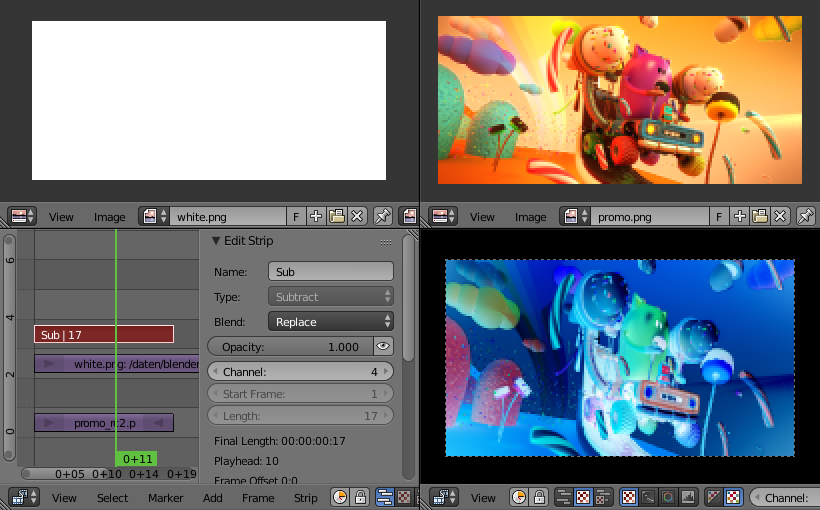 View Image white.png F
View Image promo.png F
Edit Strip
Name: Sub
Type: Subtract
Blend: Replace
Opacity: 1.000
Channel: 4
Start Frame: 1
Length: 17
Final Length: 00:00:00:17
Playhead: 10
Frame Offset 0:0
6
4
2
0
Sub | 17
white.png: /daten/blender
promo_m:2.p
0+11
0+05 0+10 0+14 0+19
View Select Marker Add Frame Strip
View Channel: